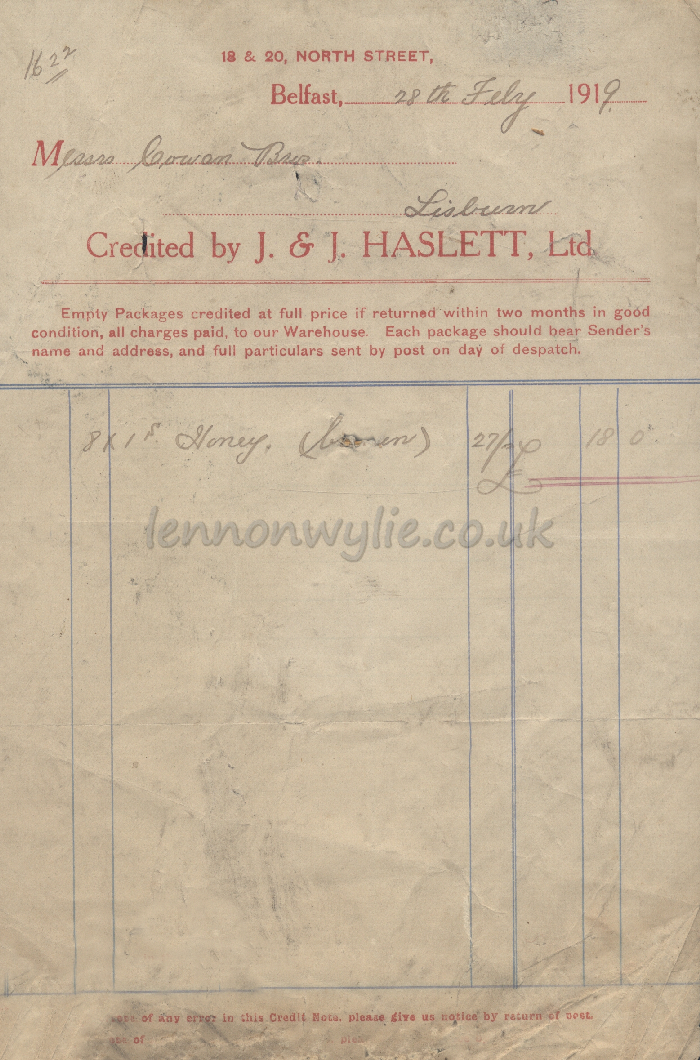 1622
18 & 20, NORTH STREET,
Belfast, 28th Feby 1919
Messrs Cowan Bros.
Lisburn
Credited by J. & J. HASLETT, Ltd.
Empty Packages credited at full price if returned within two months in good
condition, all charges paid, to our Warehouse. Each package should bear Sender's
name and address, and full particulars sent by post on day of despatch.
8 x 1s Honey. 27/- 18 0
£
lennonwylie.co.uk
of any error in this Credit Note, please give us notice by return of post.
of